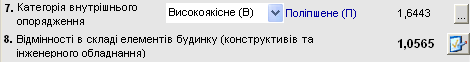 7. Категорія внутрішнього Високоякісне (В) Поліпшене (П) 1,6443 ...
опорядження
8. Відмінності в складі елементів будинку (конструктивів та
інженерного обладнання) 1,0565